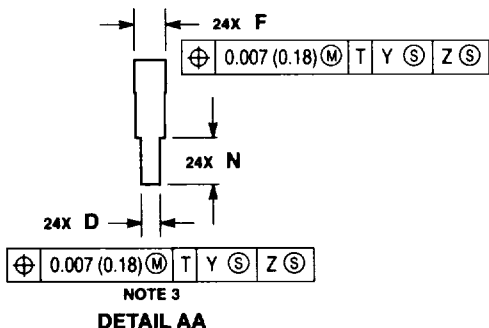 24X F
⌖ 0.007 (0.18) Ⓜ T Y Ⓢ Z Ⓢ
24X N
24X D
⌖ 0.007 (0.18) Ⓜ T Y Ⓢ Z Ⓢ
NOTE 3
DETAIL AA